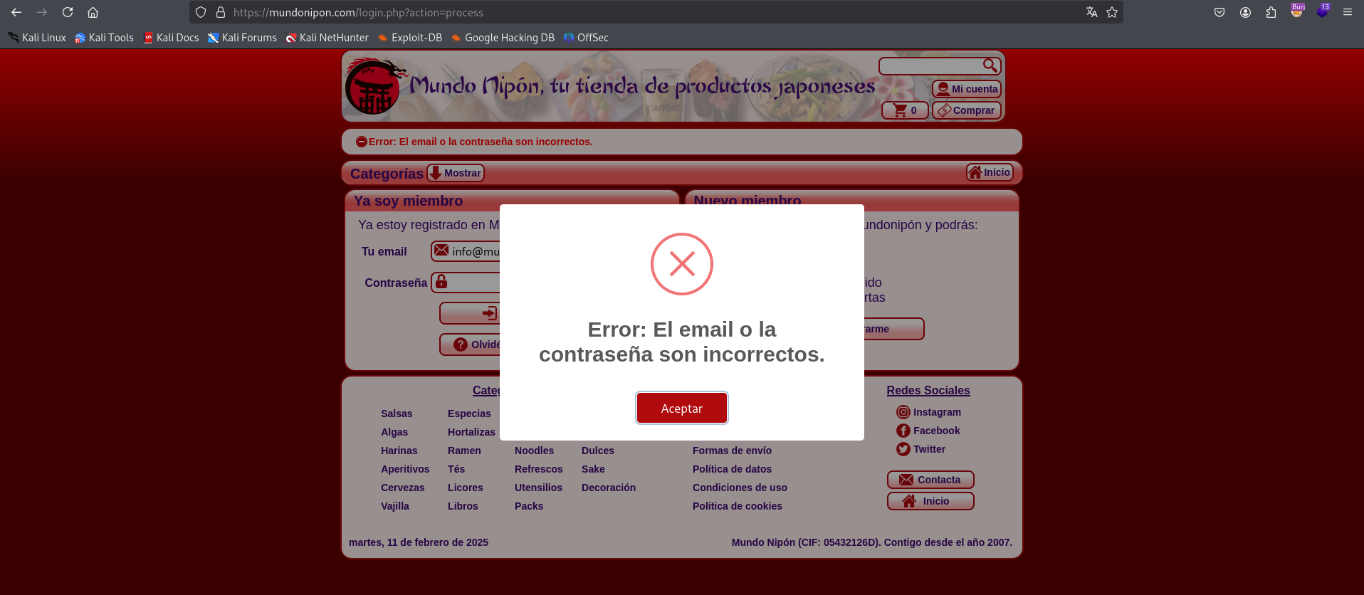 https://mundonipon.com/login.php?action=process
Burj
13
Kali Linux Kali Tools Kali Docs Kali Forums Kali NetHunter Exploit-DB Google Hacking DB OffSec
Mundo Nipón, tu tienda de productos japoneses
Mi cuenta
0 Comprar
Error: El email o la contraseña son incorrectos.
Categorías Mostrar Inicio
Ya soy miembro Nuevo miembro
Ya estoy registrado en M undonipón y podrás:
Tu email info@mu
Contraseña
ido
rtas
rarme
Olvidé
Error: El email o la
contraseña son incorrectos.
Aceptar
Cate Redes Sociales
Salsas Especias Instagram
Algas Hortalizas Facebook
Harinas Ramen Noodles Dulces Formas de envío Twitter
Aperitivos Tés Refrescos Sake Política de datos
Cervezas Licores Utensilios Decoración Condiciones de uso Contacta
Vajilla Libros Packs Política de cookies Inicio
martes, 11 de febrero de 2025 Mundo Nipón (CIF: 05432126D). Contigo desde el año 2007.